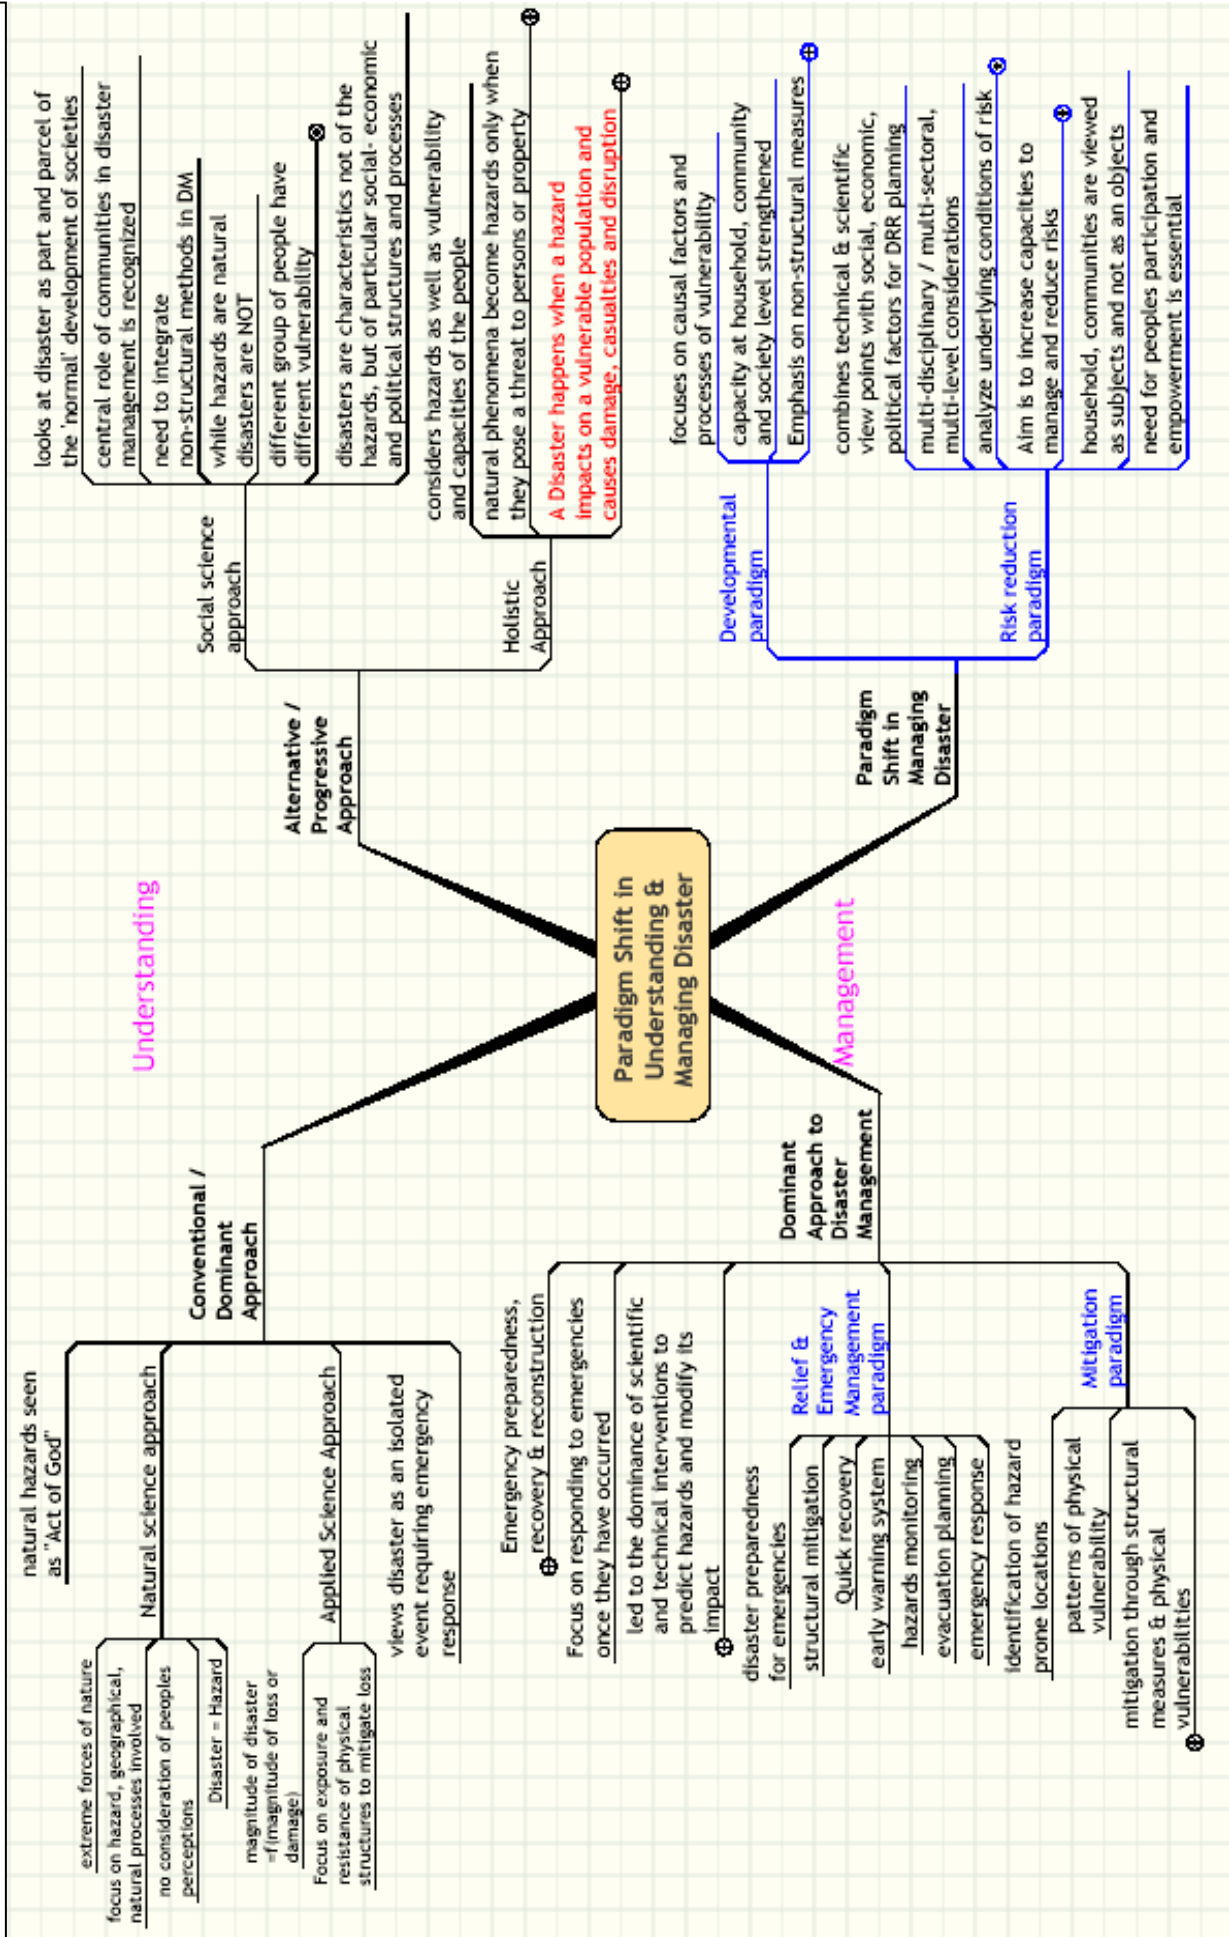 Understanding
Paradigm Shift in
Understanding &
Managing Disaster
Management
Conventional /
Dominant
Approach
natural hazards seen
as "Act of God"
Natural science approach
extreme forces of nature
focus on hazard, geographical,
natural processes involved
no consideration of peoples
perceptions
Disaster = Hazard
Applied Science Approach
magnitude of disaster
=f(magnitude of loss or
damage)
Focus on exposure and
resistance of physical
structures to mitigate loss
views disaster as an isolated
event requiring emergency
response
Alternative /
Progressive
Approach
Social science
approach
looks at disaster as part and parcel of
the 'normal' development of societies
central role of communities in disaster
management is recognized
need to integrate
non-structural methods in DM
while hazards are natural
disasters are NOT
different group of people have
different vulnerability
disasters are characteristics not of the
hazards, but of particular social- economic
and political structures and processes
Holistic
Approach
considers hazards as well as vulnerability
and capacities of the people
natural phenomena become hazards only when
they pose a threat to persons or property
A Disaster happens when a hazard
impacts on a vulnerable population and
causes damage, casualties and disruption
Dominant
Approach to
Disaster
Management
Emergency preparedness,
recovery & reconstruction
Focus on responding to emergencies
once they have occurred
led to the dominance of scientific
and technical interventions to
predict hazards and modify its
impact
Relief &
Emergency
Management
paradigm
disaster preparedness
for emergencies
structural mitigation
Quick recovery
early warning system
hazards monitoring
evacuation planning
emergency response
Mitigation
paradigm
identification of hazard
prone locations
patterns of physical
vulnerability
mitigation through structural
measures & physical
vulnerabilities
Paradigm
Shift in
Managing
Disaster
Developmental
paradigm
focuses on causal factors and
processes of vulnerability
capacity at household, community
and society level strengthened
Emphasis on non-structural measures
Risk reduction
paradigm
combines technical & scientific
view points with social, economic,
political factors for DRR planning
multi-disciplinary / multi-sectoral,
multi-level considerations
analyze underlying conditions of risk
Aim is to increase capacities to
manage and reduce risks
household, communities are viewed
as subjects and not as an objects
need for peoples participation and
empowerment is essential